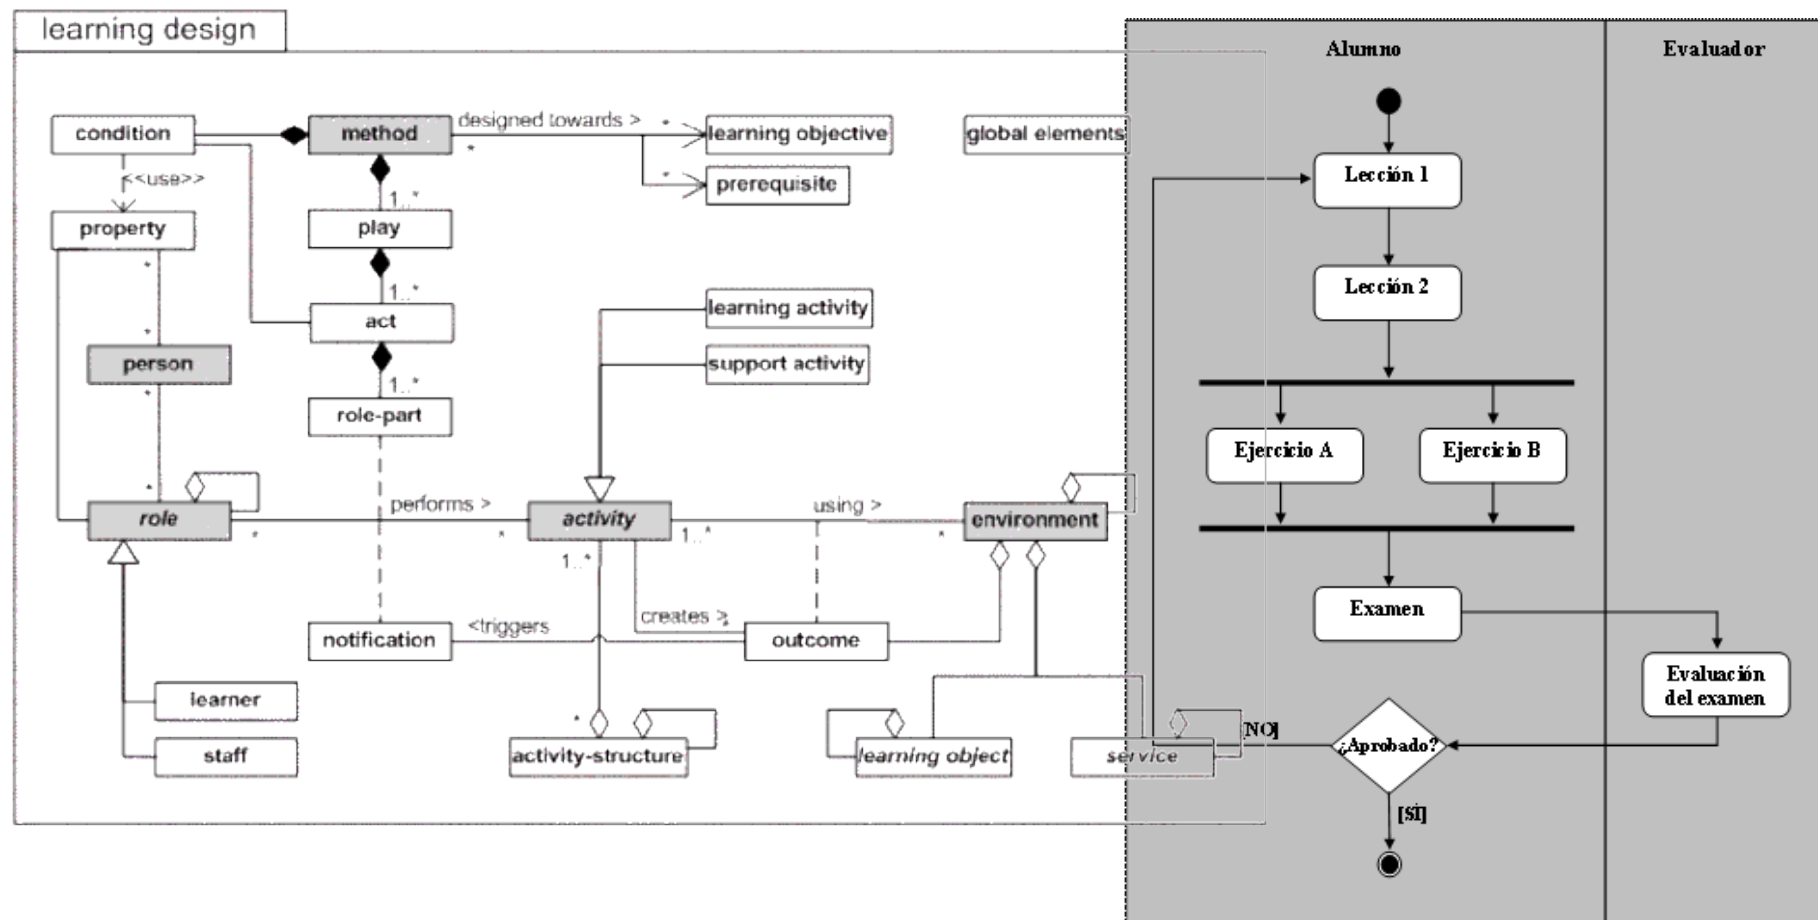 learning design
condition
method
designed towards >
*
*
learning objective
global elements
<<use>>
*
prerequisite
1..*
property
play
*
1..*
learning activity
*
act
support activity
person
1..*
*
role-part
*
role
performs >
activity
using >
environment
*
*
1..*
*
1..*
creates >
*
notification
<triggers
outcome
learner
*
staff
activity-structure
learning object
service
Alumno
Evaluador
Lección 1
Lección 2
Ejercicio A
Ejercicio B
Examen
Evaluación
del examen
[NO]
¿Aprobado?
[SÍ]